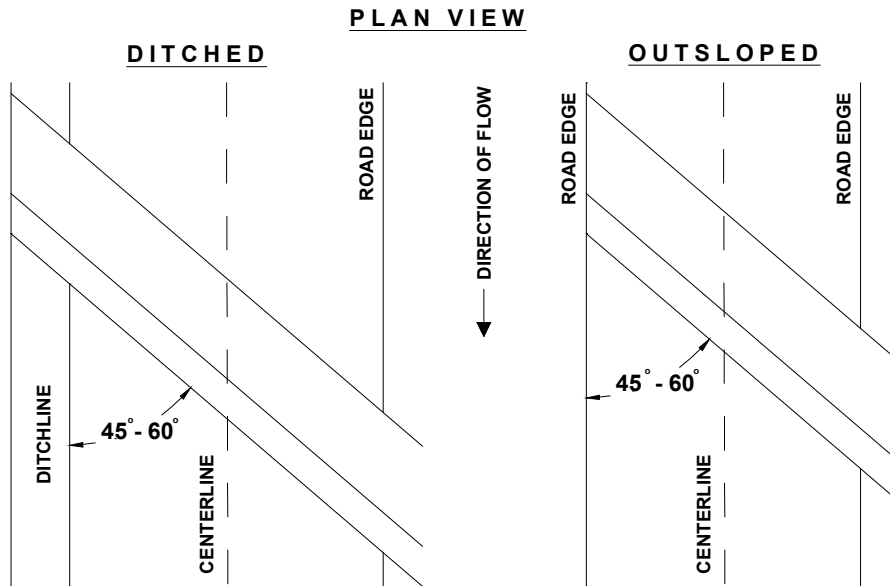 PLAN VIEW
DITCHED
OUTSLOPED
ROAD EDGE
DIRECTION OF FLOW
ROAD EDGE
ROAD EDGE
45° - 60°
DITCHLINE
CENTERLINE
45° - 60°
CENTERLINE